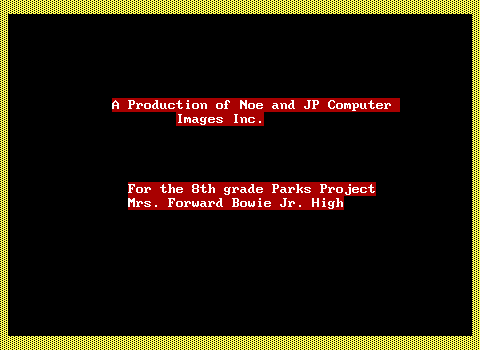 A Production of Noe and JP Computer
Images Inc.
For the 8th grade Parks Project
Mrs. Forward Bowie Jr. High